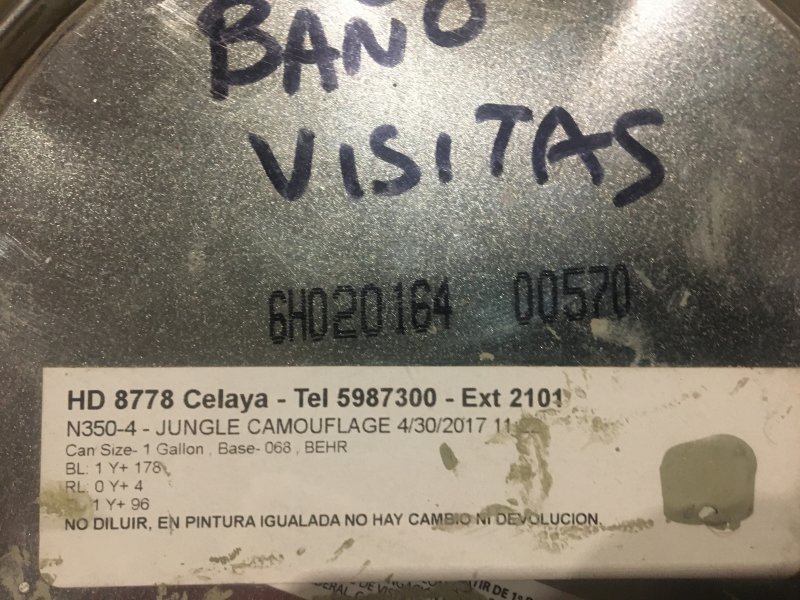 BAÑO
VISITAS
6H020164 00570
HD 8778 Celaya - Tel 5987300 - Ext 2101
N350-4 - JUNGLE CAMOUFLAGE 4/30/2017
Can Size- 1 Gallon , Base- 068 , BEHR
BL: 1 Y+ 178
RL: 0 Y+ 4
1 Y+ 96
NO DILUIR, EN PINTURA IGUALADA NO HAY CAMBIO NI DEVOLUCION.